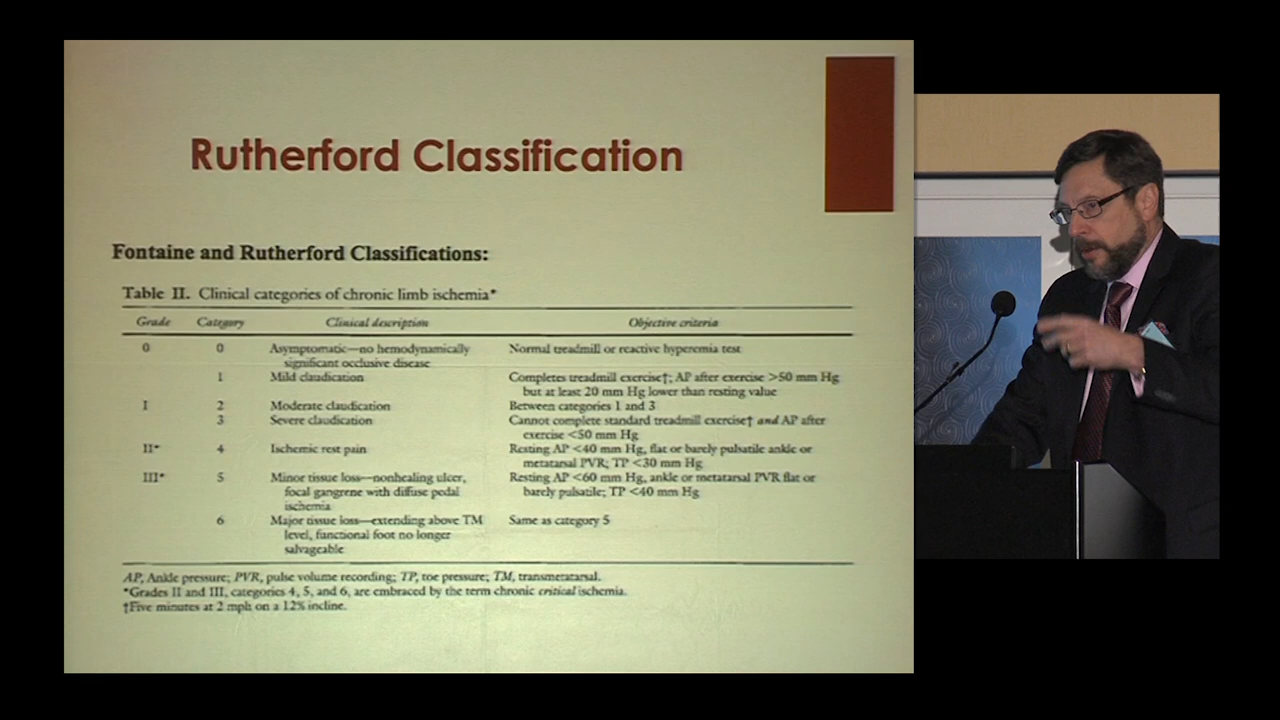 Rutherford Classification
Fontaine and Rutherford Classifications:
Table II. Clinical categories of chronic limb ischemia*
Grade Category Clinical description Objective criteria
0 0 Asymptomatic—no hemodynamically significant occlusive disease Normal treadmill or reactive hyperemia test
1 Mild claudication Completes treadmill exercise†; AP after exercise >50 mm Hg but at least 20 mm Hg lower than resting value
I 2 Moderate claudication Between categories 1 and 3
3 Severe claudication Cannot complete standard treadmill exercise† and AP after exercise <50 mm Hg
II* 4 Ischemic rest pain Resting AP <40 mm Hg, flat or barely pulsatile ankle or metatarsal PVR; TP <30 mm Hg
III* 5 Minor tissue loss—nonhealing ulcer, focal gangrene with diffuse pedal ischemia Resting AP <60 mm Hg, ankle or metatarsal PVR flat or barely pulsatile; TP <40 mm Hg
6 Major tissue loss—extending above TM level, functional foot no longer salvageable Same as category 5
AP, Ankle pressure; PVR, pulse volume recording; TP, toe pressure; TM, transmetatarsal.
*Grades II and III, categories 4, 5, and 6, are embraced by the term chronic critical ischemia.
†Five minutes at 2 mph on a 12% incline.